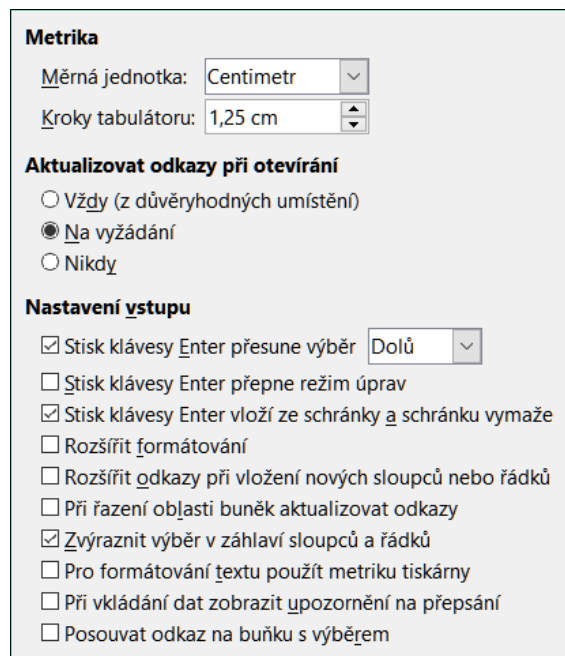 Metrika
Měrná jednotka: Centimetr
Kroky tabulátoru: 1,25 cm
Aktualizovat odkazy při otevírání
Vždy (z důvěryhodných umístění)
Na vyžádání
Nikdy
Nastavení vstupu
Stisk klávesy Enter přesune výběr Dolů
Stisk klávesy Enter přepne režim úprav
Stisk klávesy Enter vloží ze schránky a schránku vymaže
Rozšířit formátování
Rozšířit odkazy při vložení nových sloupců nebo řádků
Při řazení oblasti buněk aktualizovat odkazy
Zvýraznit výběr v záhlaví sloupců a řádků
Pro formátování textu použít metriku tiskárny
Při vkládání dat zobrazit upozornění na přepsání
Posouvat odkaz na buňku s výběrem